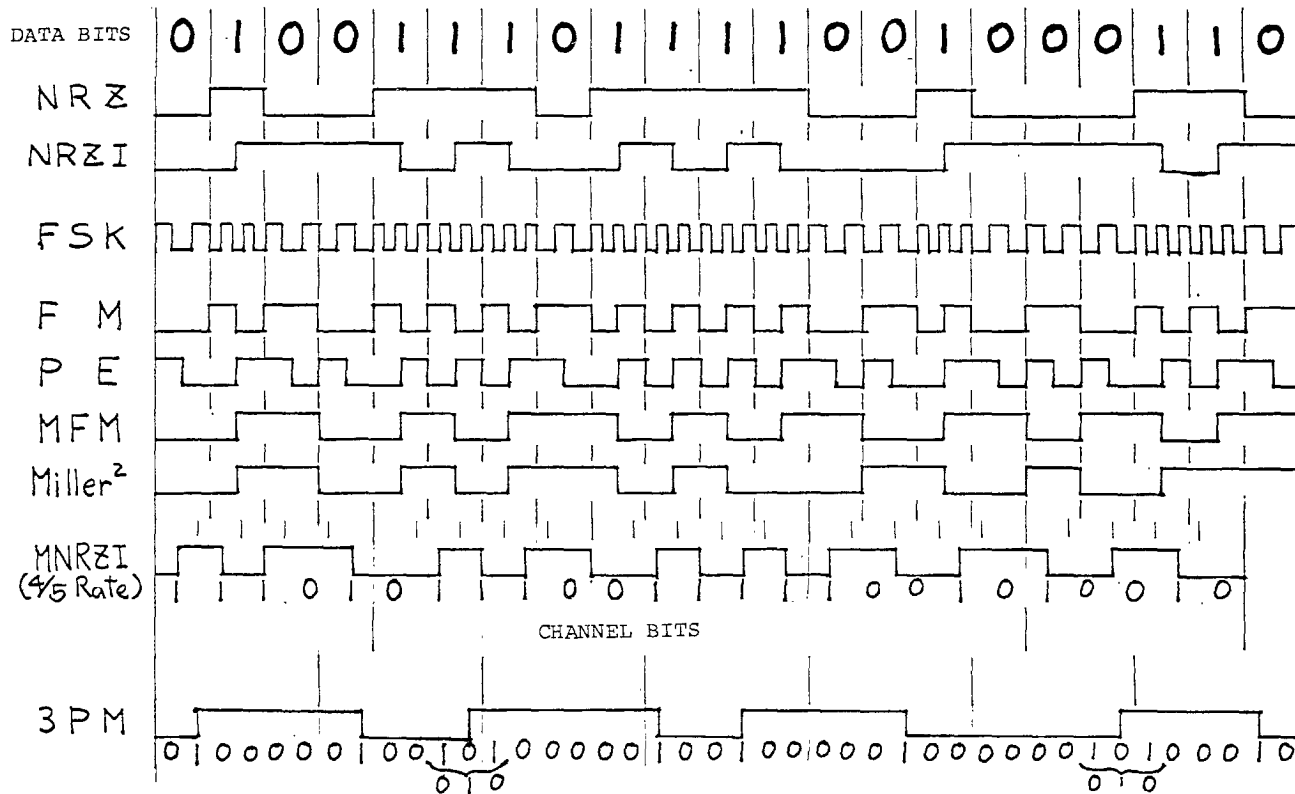 DATA BITS 0 1 0 0 1 1 1 0 1 1 1 1 0 0 1 0 0 0 1 1 0
NRZ
NRZI
FSK
FM
PE
MFM
Miller²
MNRZI
(4/5 Rate) 1 1 1 0 1 0 1 1 1 0 0 1 1 1 1 1 0 0 1 0 1 0 0 1 0
CHANNEL BITS
3PM
0 1 0 0 0 0 0 1 0 0 1 0 1 0 0 0 0 0 1 0 0 1 0 0 0 0 0 1 0 0 0 0 0 0 1 0 1 0 0 0 1 0
0 1 0 0 1 0